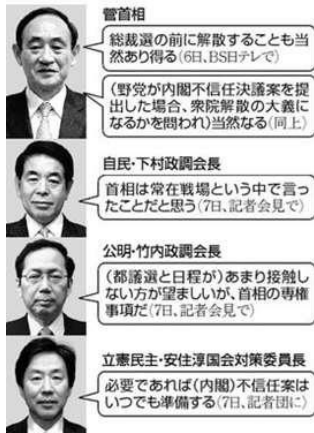 菅首相
総裁選の前に解散することも当
然あり得る(6日、BS日テレで)
(野党が内閣不信任決議案を提
出した場合、衆院解散の大義に
なるかを問われ)当然なる(同上)
自民・下村政調会長
首相は常在戦場という中で言っ
たことだと思う(7日、記者会見で)
公明・竹内政調会長
(都議選と日程が)あまり接触し
ない方が望ましいが、首相の専権
事項だ(7日、記者会見で)
立憲民主・安住淳国会対策委員長
必要であれば(内閣)不信任案は
いつでも準備する(7日、記者団に)